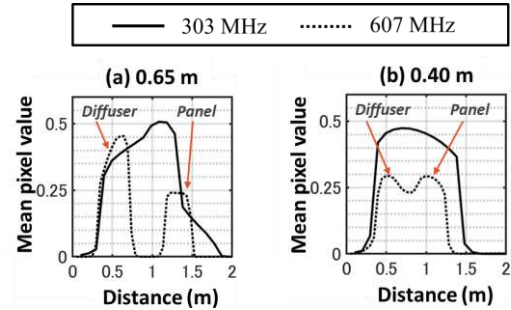 303 MHz 607 MHz
(a) 0.65 m (b) 0.40 m
Diffuser Panel Diffuser Panel
Mean pixel value
0.5
0.25
0
0 0.5 1 1.5 2
Distance (m)
Mean pixel value
0.5
0.25
0
0 0.5 1 1.5 2
Distance (m)